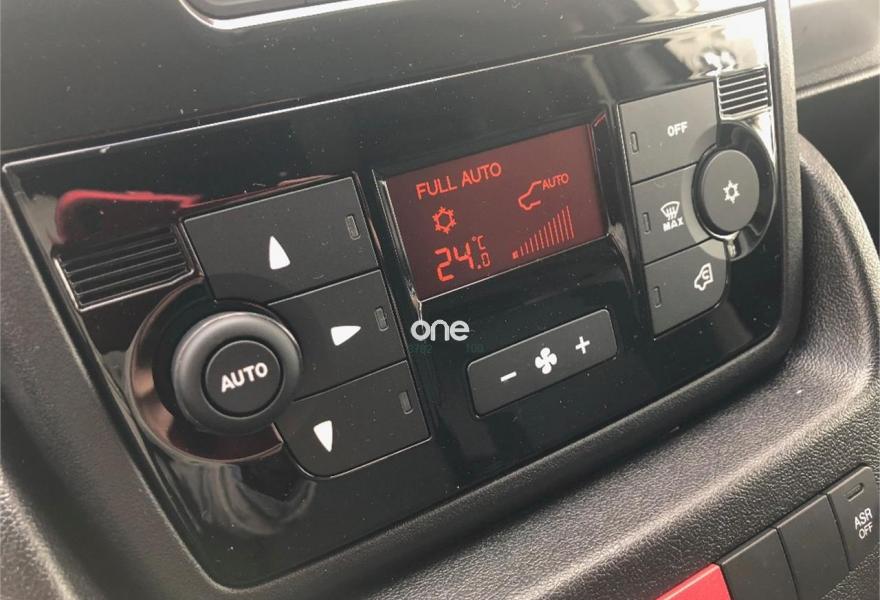 OFF
FULL AUTO
AUTO
24.0 °C
MAX
one
AUTO
- +
ASR
OFF